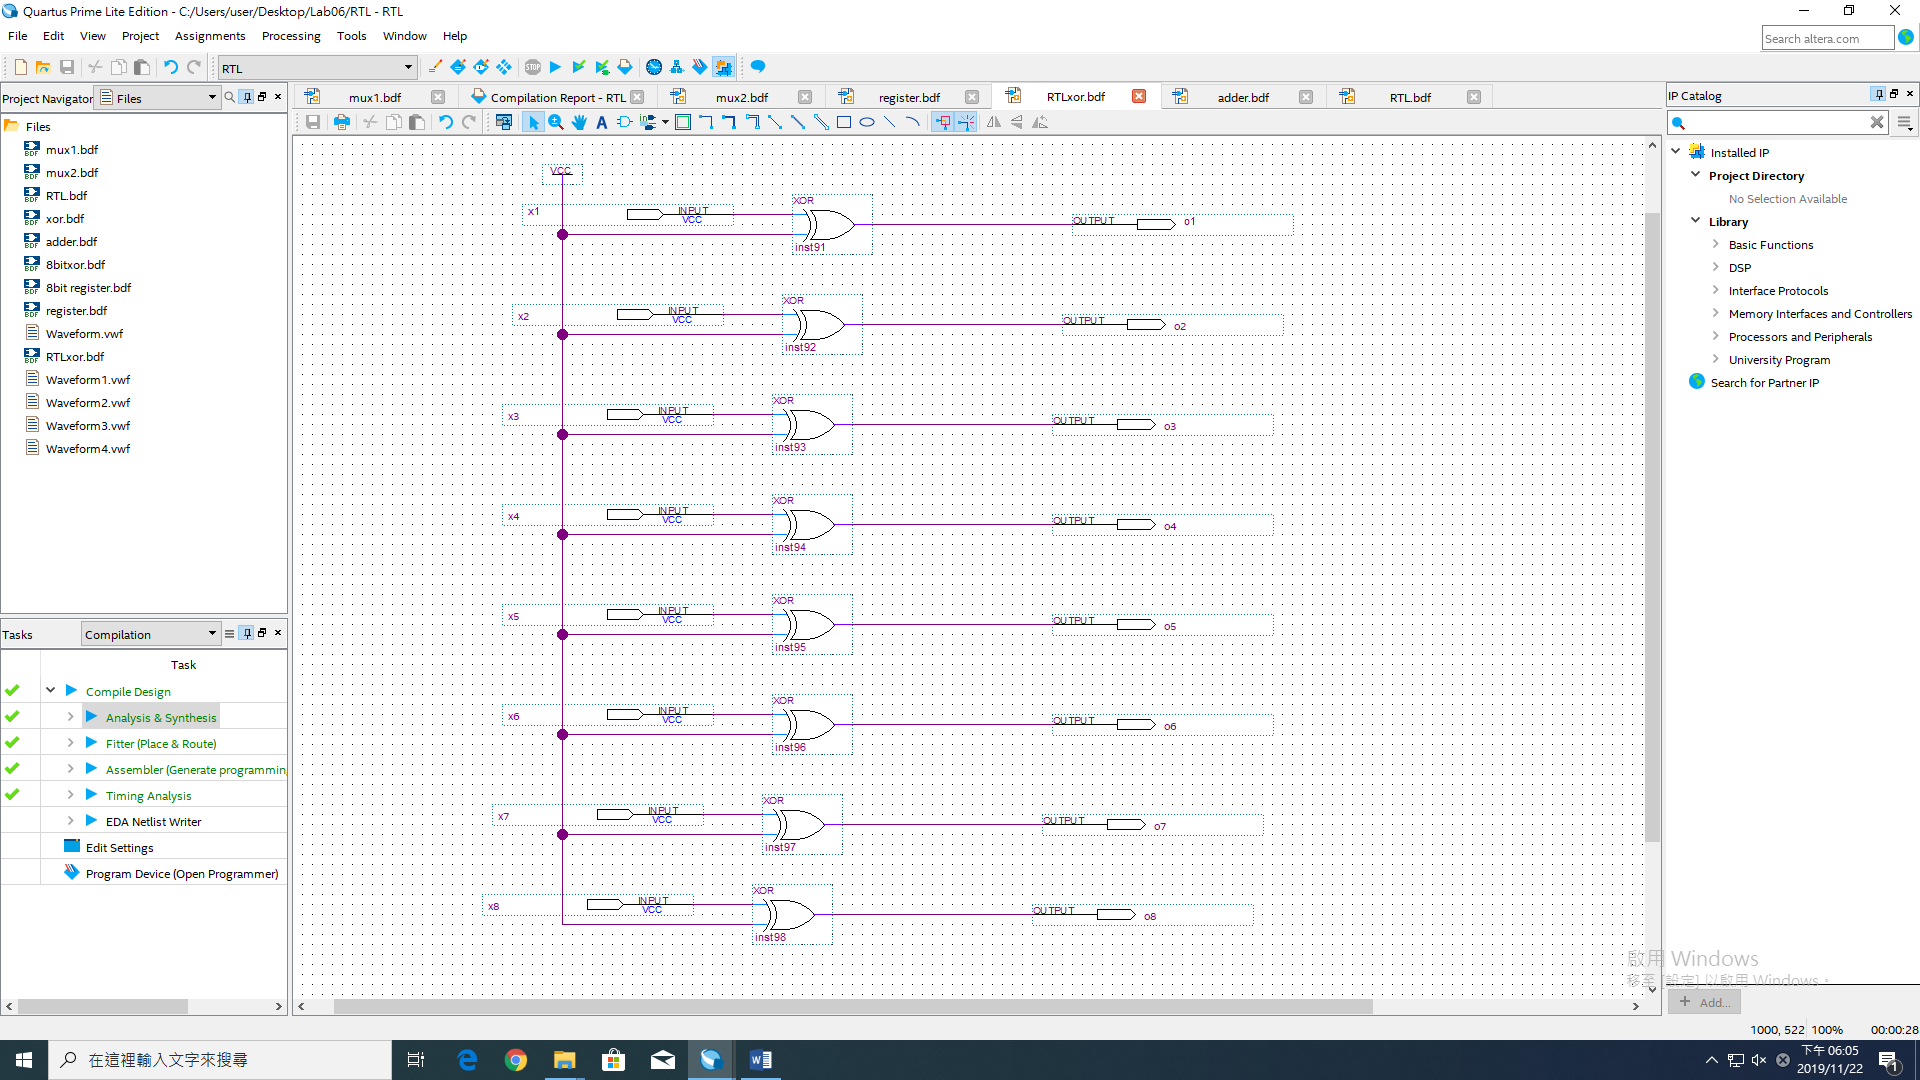 Quartus Prime Lite Edition - C:/Users/user/Desktop/Lab06/RTL - RTL
File Edit View Project Assignments Processing Tools Window Help
Search altera.com
RTL
Project Navigator Files
Files
mux1.bdf
mux2.bdf
RTL.bdf
xor.bdf
adder.bdf
8bitxor.bdf
8bit register.bdf
register.bdf
Waveform.vwf
RTLxor.bdf
Waveform1.vwf
Waveform2.vwf
Waveform3.vwf
Waveform4.vwf
Tasks Compilation
Task
Compile Design
Analysis & Synthesis
Fitter (Place & Route)
Assembler (Generate programmin
Timing Analysis
EDA Netlist Writer
Edit Settings
Program Device (Open Programmer)
mux1.bdf Compilation Report - RTL mux2.bdf register.bdf RTLxor.bdf adder.bdf RTL.bdf
VCC
x1 INPUT VCC XOR inst91 OUTPUT o1
x2 INPUT VCC XOR inst92 OUTPUT o2
x3 INPUT VCC XOR inst93 OUTPUT o3
x4 INPUT VCC XOR inst94 OUTPUT o4
x5 INPUT VCC XOR inst95 OUTPUT o5
x6 INPUT VCC XOR inst96 OUTPUT o6
x7 INPUT VCC XOR inst97 OUTPUT o7
x8 INPUT VCC XOR inst98 OUTPUT o8
IP Catalog
Installed IP
Project Directory
No Selection Available
Library
Basic Functions
DSP
Interface Protocols
Memory Interfaces and Controllers
Processors and Peripherals
University Program
Search for Partner IP
啟用 Windows
移至 [設定] 以啟用 Windows。
+ Add...
1000, 522 100% 00:00:28
在這裡輸入文字來搜尋
下午 06:05
2019/11/22
1